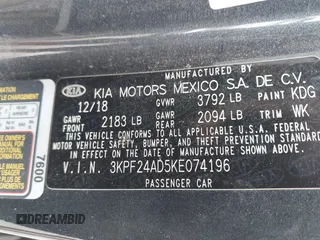 MANUFACTURED BY
KIA KIA MOTORS MEXICO S.A. DE C.V.
12/18 GVWR 3792 LB PAINT KDG
GAWR FRONT 2183 LB GAWR REAR 2094 LB TRIM WK
THIS VEHICLE CONFORMS TO ALL APPLICABLE
FEDERAL MOTOR VEHICLE SAFETY BUMPER, AND
THEFT PREVENTION STANDARDS IN EFFECT ON
THE DATE OF MANUFACTURE SHOWN ABOVE.
V.I.N. 3KPF24AD5KE074196
PASSENGER CAR
7600
DREAMBID